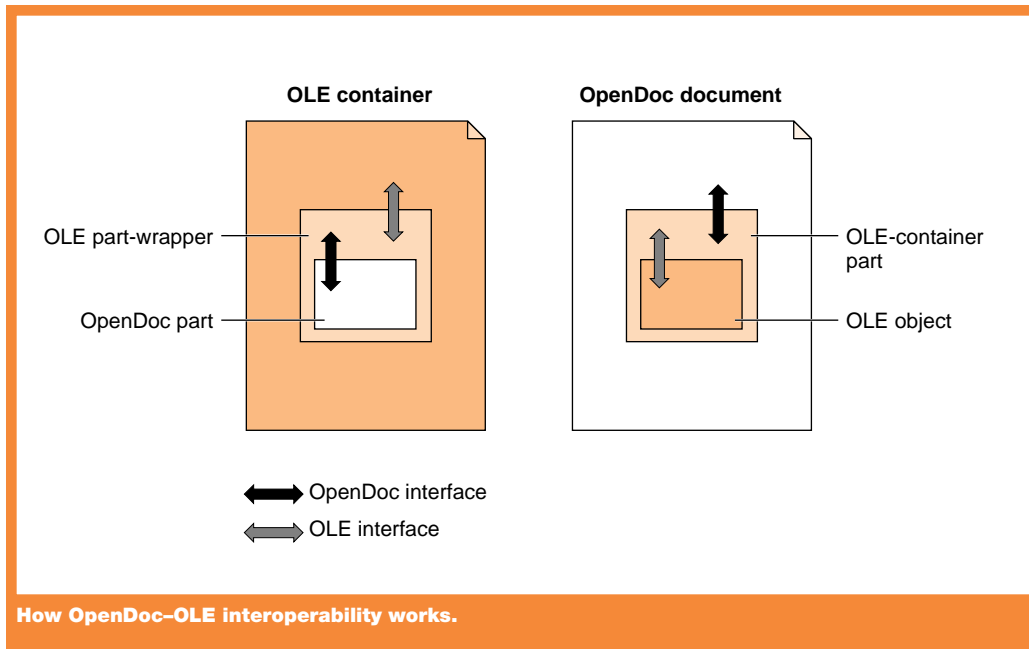 OLE container
OpenDoc document
OLE part-wrapper
OpenDoc part
OLE-container
part
OLE object
OpenDoc interface
OLE interface
How OpenDoc–OLE interoperability works.